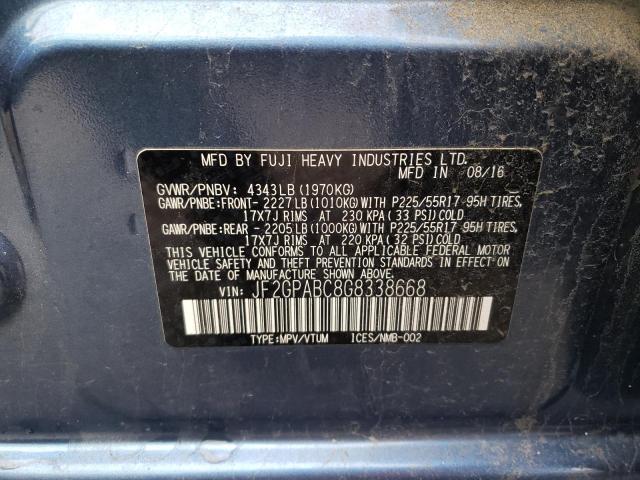 MFD BY FUJI HEAVY INDUSTRIES LTD.
MFD IN 08/16
GVWR/PNBV: 4343LB(1970KG)
GAWR/PNBE:FRONT- 2227LB(1010KG)WITH P225/55R17 95H TIRES,
17X7J RIMS AT 230 KPA(33 PSI)COLD
GAWR/PNBE:REAR - 2205LB(1000KG)WITH P225/55R17 95H TIRES,
17X7J RIMS AT 220 KPA(32 PSI)COLD
THIS VEHICLE CONFORMS TO ALL APPLICABLE FEDERAL MOTOR
VEHICLE SAFETY AND THEFT PREVENTION STANDARDS IN EFFECT
ON THE DATE OF MANUFACTURE SHOWN ABOVE.
VIN: JF2GPABC8G8338668
TYPE:MPV/VTUM ICES/NMB-002